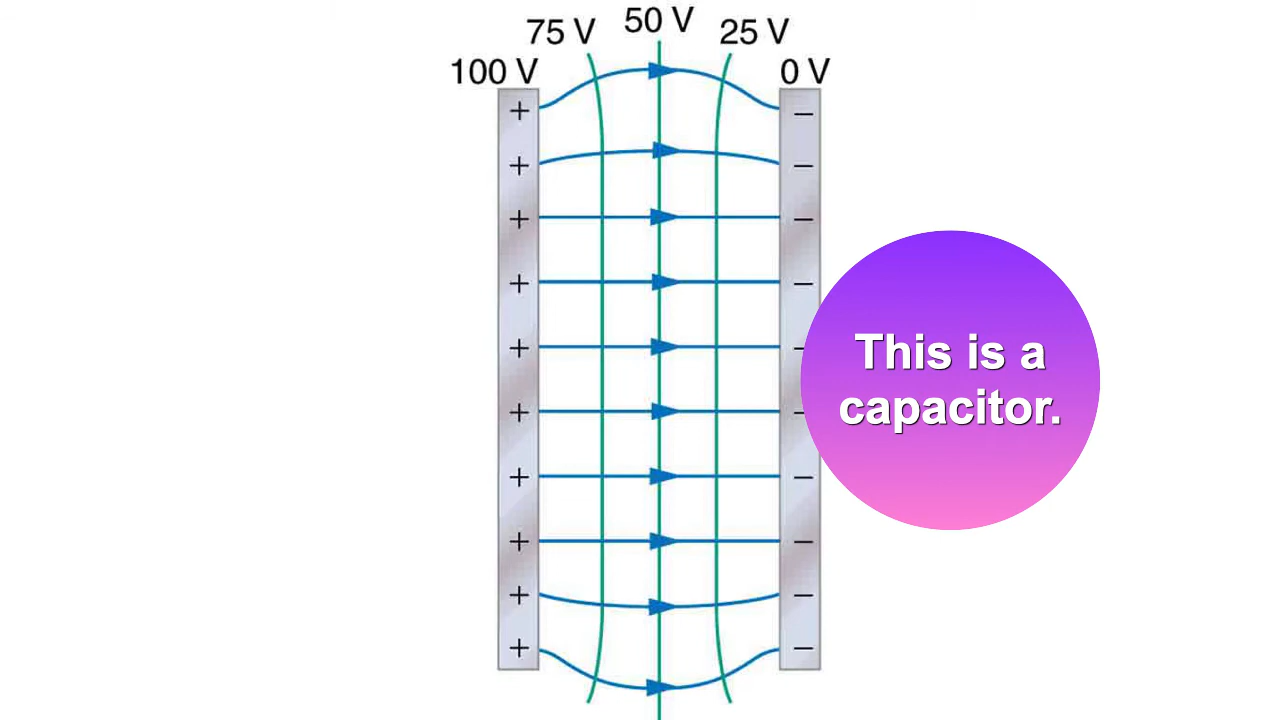 50 V
75 V
25 V
100 V
0 V
+ −
+ −
+ −
+ −
+ -
+ -
+ −
+ −
+ −
+ −
This is a
capacitor.